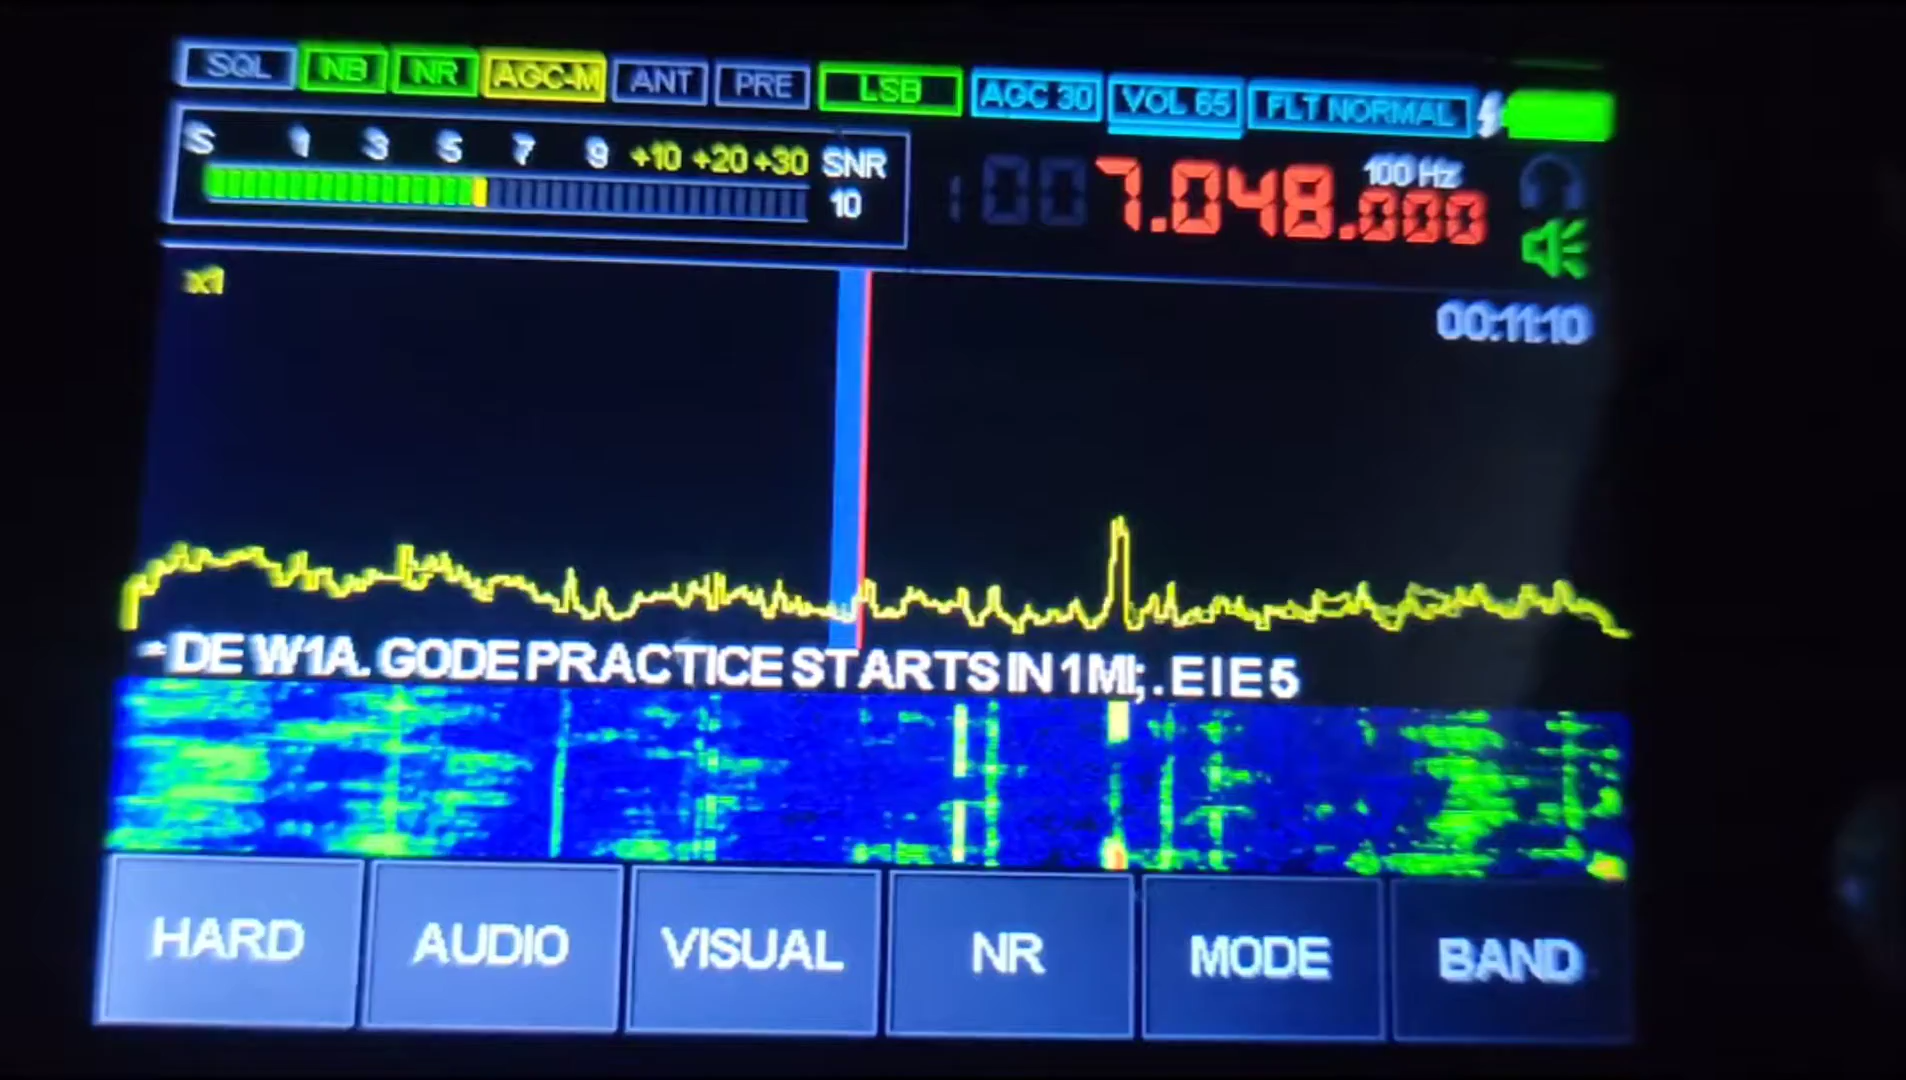 SQL NB NR AGC-M ANT PRE LSB AGC 30 VOL 65 FLT NORMAL
S 1 3 5 7 9 +10 +20 +30 SNR
10
100 Hz
7.048.000
x1
00:11:10
= DE W1A. GODE PRACTICE STARTS IN 1 MI; . E I E 5
HARD AUDIO VISUAL NR MODE BAND